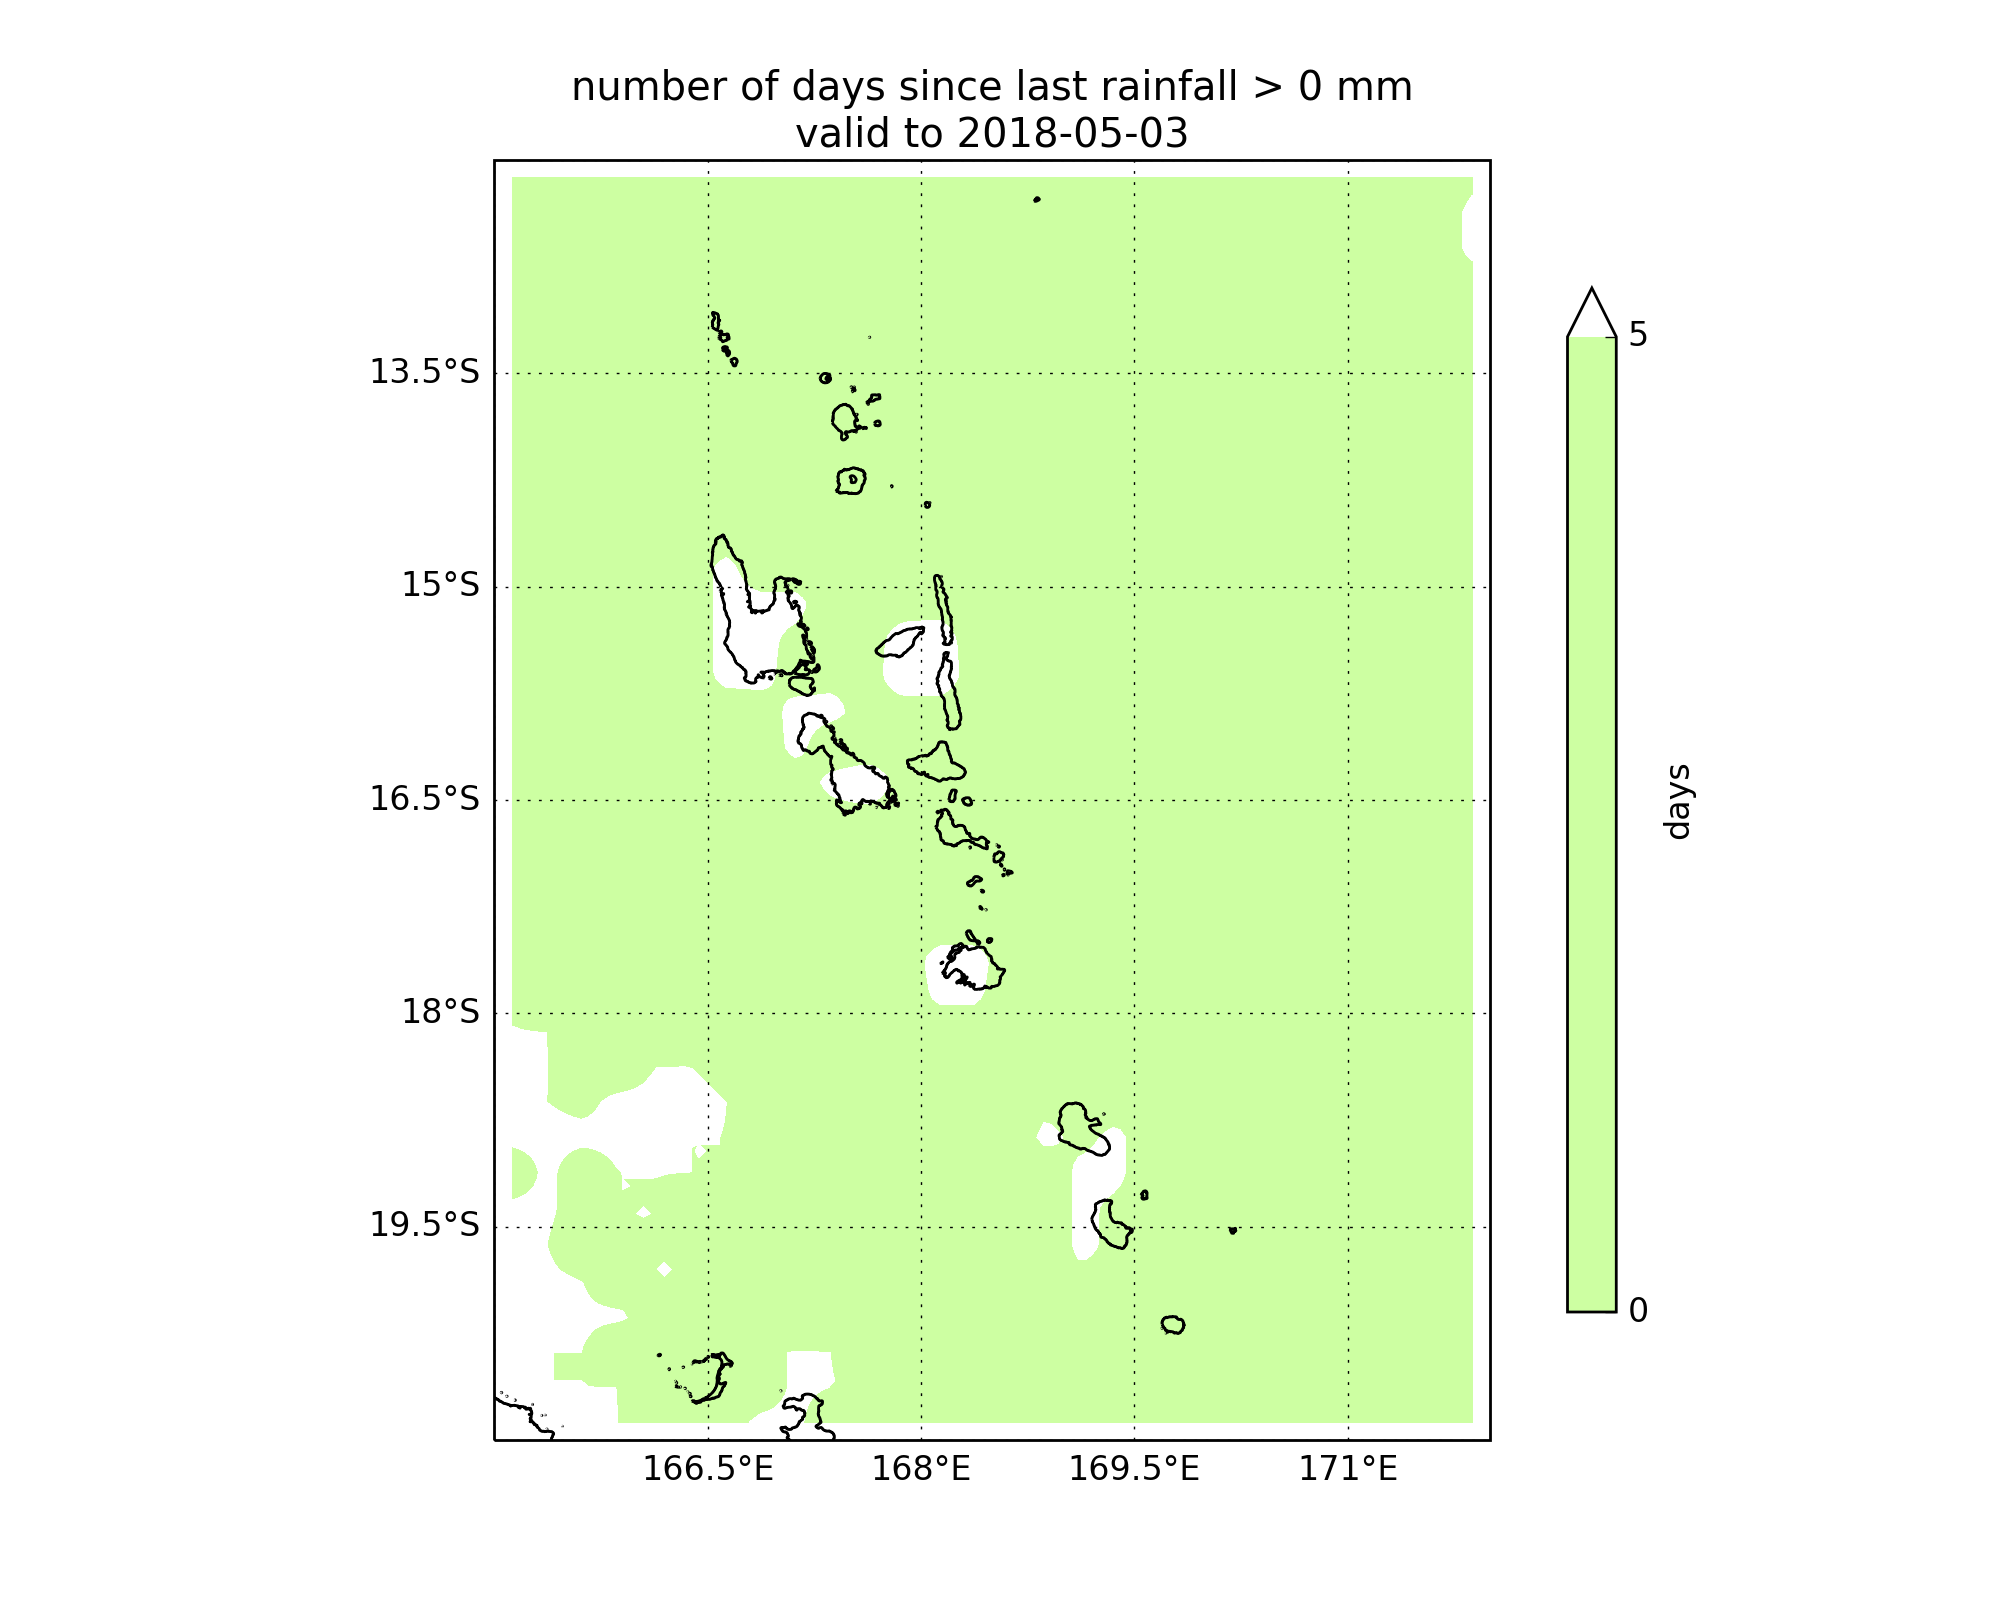 number of days since last rainfall > 0 mm
valid to 2018-05-03
13.5°S
15°S
16.5°S
18°S
19.5°S
166.5°E
168°E
169.5°E
171°E
5
0
days